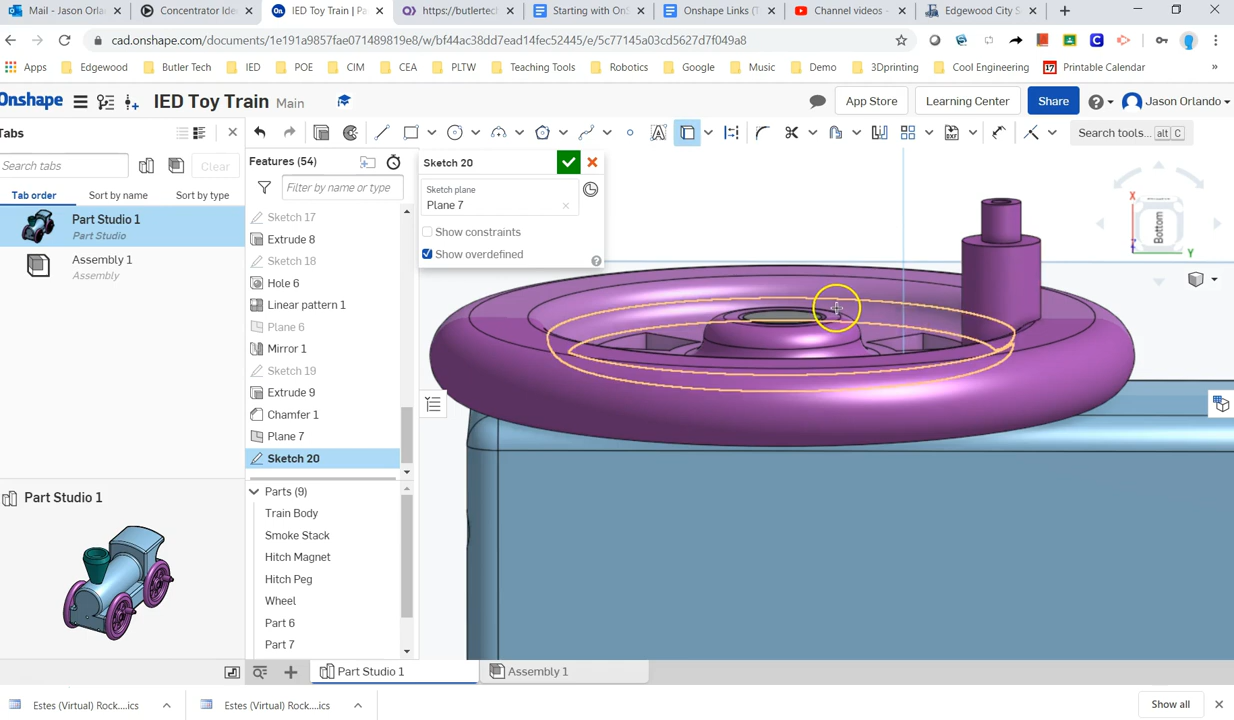 Mail - Jason Orlan
Concentrator Ide
IED Toy Train | Pa
https://butlertec
Starting with OnS
Onshape Links (T
Channel videos -
Edgewood City S
cad.onshape.com/documents/1e191a9857fae071489819e8/w/bf44ac38dd7ead14fec52445/e/5c77145a03cd5627d7f049a8
Apps
Edgewood
Butler Tech
IED
POE
CIM
CEA
PLTW
Teaching Tools
Robotics
Google
Music
Demo
3Dprinting
Cool Engineering
17
Printable Calendar
»
Onshape
IED Toy Train
Main
App Store
Learning Center
Share
Jason Orlando
Tabs
Search tools...
alt C
Search tabs
Clear
Tab order
Sort by name
Sort by type
Part Studio 1
Part Studio
Assembly 1
Assembly
Part Studio 1
Features (54)
Filter by name or type
Sketch 17
Extrude 8
Sketch 18
Hole 6
Linear pattern 1
Plane 6
Mirror 1
Sketch 19
Extrude 9
Chamfer 1
Plane 7
Sketch 20
Parts (9)
Train Body
Smoke Stack
Hitch Magnet
Hitch Peg
Wheel
Part 6
Part 7
Sketch 20
Sketch plane
Plane 7
Show constraints
Show overdefined
X
Bottom
Y
Part Studio 1
Assembly 1
Estes (Virtual) Rock....ics
Estes (Virtual) Rock....ics
Show all